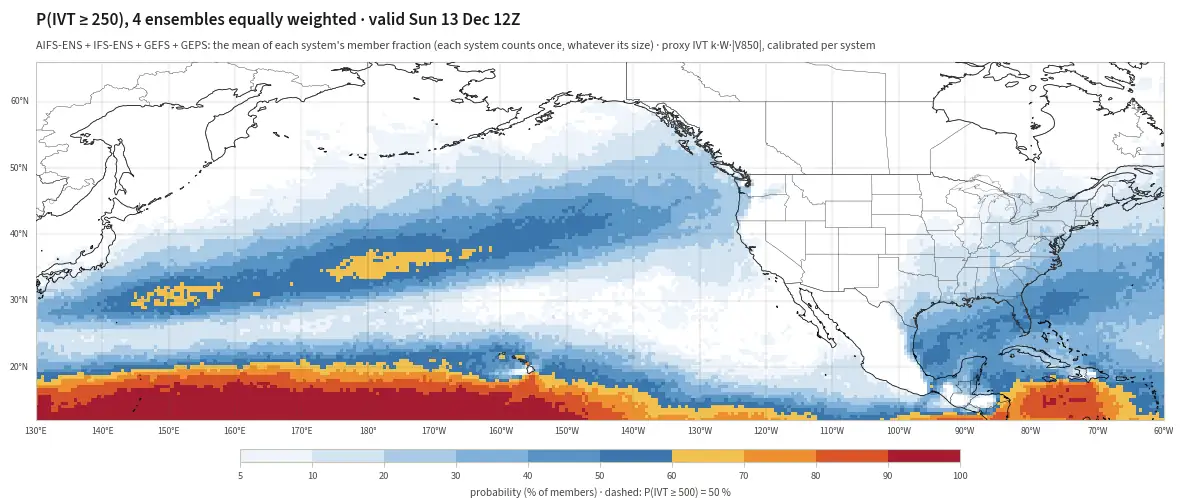 P(IVT ≥ 250), 4 ensembles equally weighted · valid Sun 13 Dec 12Z
AIFS-ENS + IFS-ENS + GEFS + GEPS: the mean of each system's member fraction (each system counts once, whatever its size) · proxy IVT k·W·|V850|, calibrated per system
60°N
50°N
40°N
30°N
20°N
130°E 140°E 150°E 160°E 170°E 180° 170°W 160°W 150°W 140°W 130°W 120°W 110°W 100°W 90°W 80°W 70°W 60°W
5 10 20 30 40 50 60 70 80 90 100
probability (% of members) · dashed: P(IVT ≥ 500) = 50 %